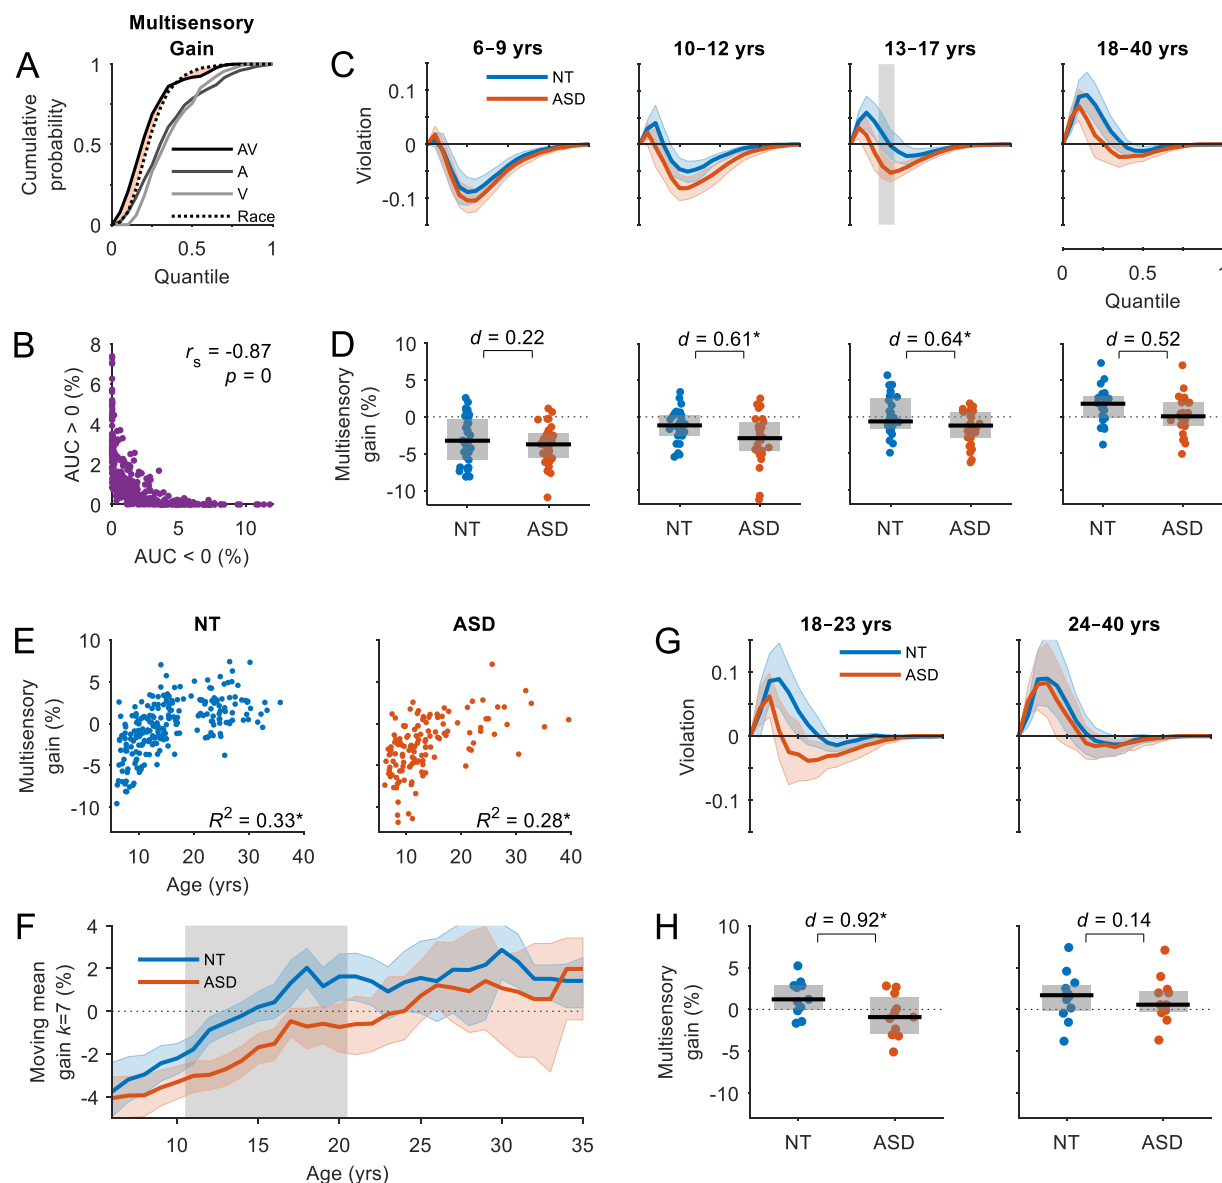 Multisensory
Gain
A
1
0.5
0
Cumulative
probability
AV
A
V
Race
0
0.5
1
Quantile
C
6–9 yrs
10–12 yrs
13–17 yrs
18–40 yrs
0.1
0
-0.1
Violation
NT
ASD
0
0.5
1
Quantile
B
8
6
4
2
0
AUC > 0 (%)
rs = -0.87
p = 0
0
5
10
AUC < 0 (%)
D
10
5
0
-5
-10
Multisensory
gain (%)
d = 0.22
d = 0.61*
d = 0.64*
d = 0.52
NT
ASD
NT
ASD
NT
ASD
NT
ASD
E
NT
ASD
10
5
0
-5
-10
Multisensory
gain (%)
R2 = 0.33*
R2 = 0.28*
10
20
30
40
10
20
30
40
Age (yrs)
G
18–23 yrs
24–40 yrs
0.1
0
-0.1
Violation
NT
ASD
F
4
2
0
-2
-4
Moving mean
gain k=7 (%)
NT
ASD
10
15
20
25
30
35
Age (yrs)
H
10
5
0
-5
-10
Multisensory
gain (%)
d = 0.92*
d = 0.14
NT
ASD
NT
ASD